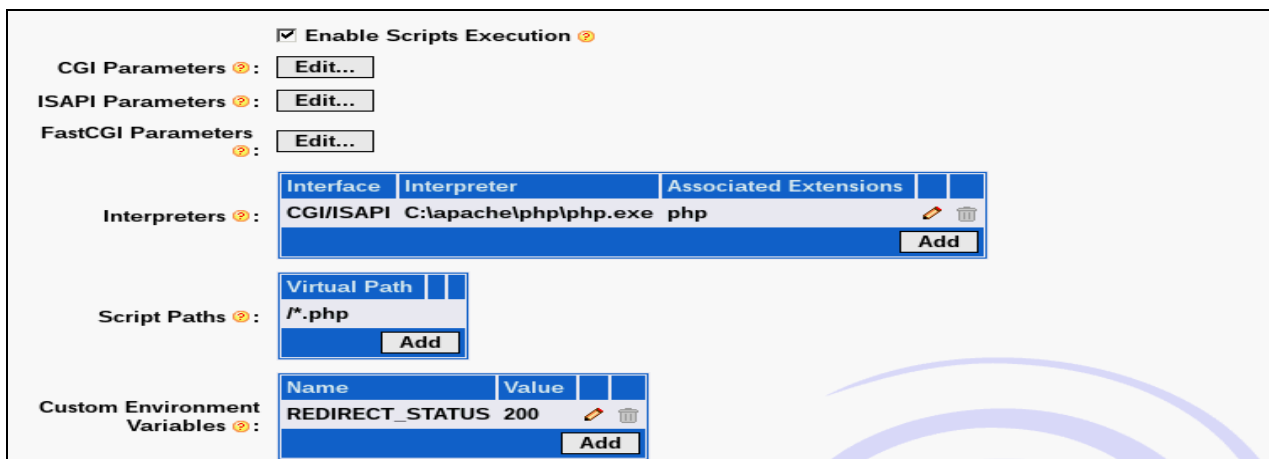 Enable Scripts Execution ?
CGI Parameters ?: Edit...
ISAPI Parameters ?: Edit...
FastCGI Parameters
?: Edit...
Interface Interpreter Associated Extensions
Interpreters ?: CGI/ISAPI C:\apache\php\php.exe php
Add
Virtual Path
Script Paths ?: /*.php
Add
Name Value
Custom Environment
Variables ?: REDIRECT_STATUS 200
Add